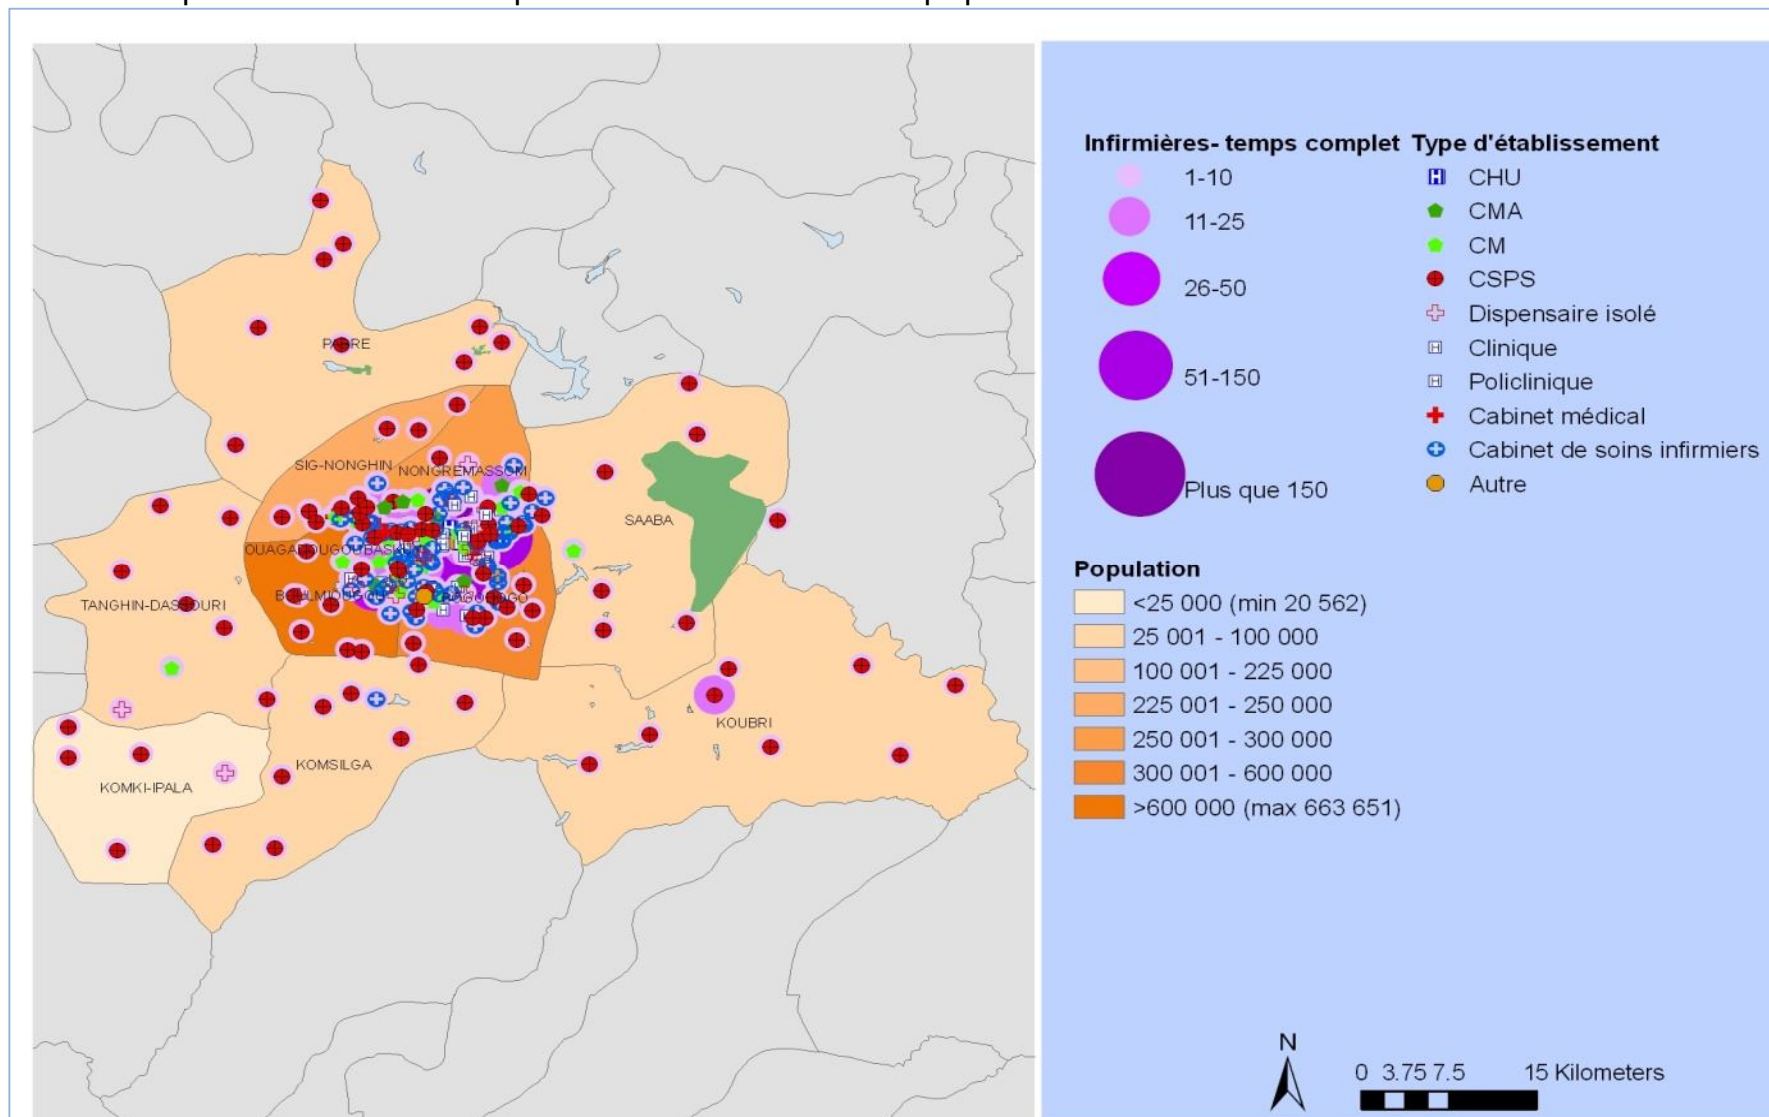 PABRE
SIG-NONGHIN
NONGREMASSOM
SAABA
TANGHIN-DASSOURI
KOUBRI
KOMSILGA
KOMKI-IPALA
Infirmières- temps complet
1-10
11-25
26-50
51-150
Plus que 150
Type d'établissement
CHU
CMA
CM
CSPS
Dispensaire isolé
Clinique
Policlinique
Cabinet médical
Cabinet de soins infirmiers
Autre
Population
<25 000 (min 20 562)
25 001 - 100 000
100 001 - 225 000
225 001 - 250 000
250 001 - 300 000
300 001 - 600 000
>600 000 (max 663 651)
N
0 3.75 7.5 15 Kilometers